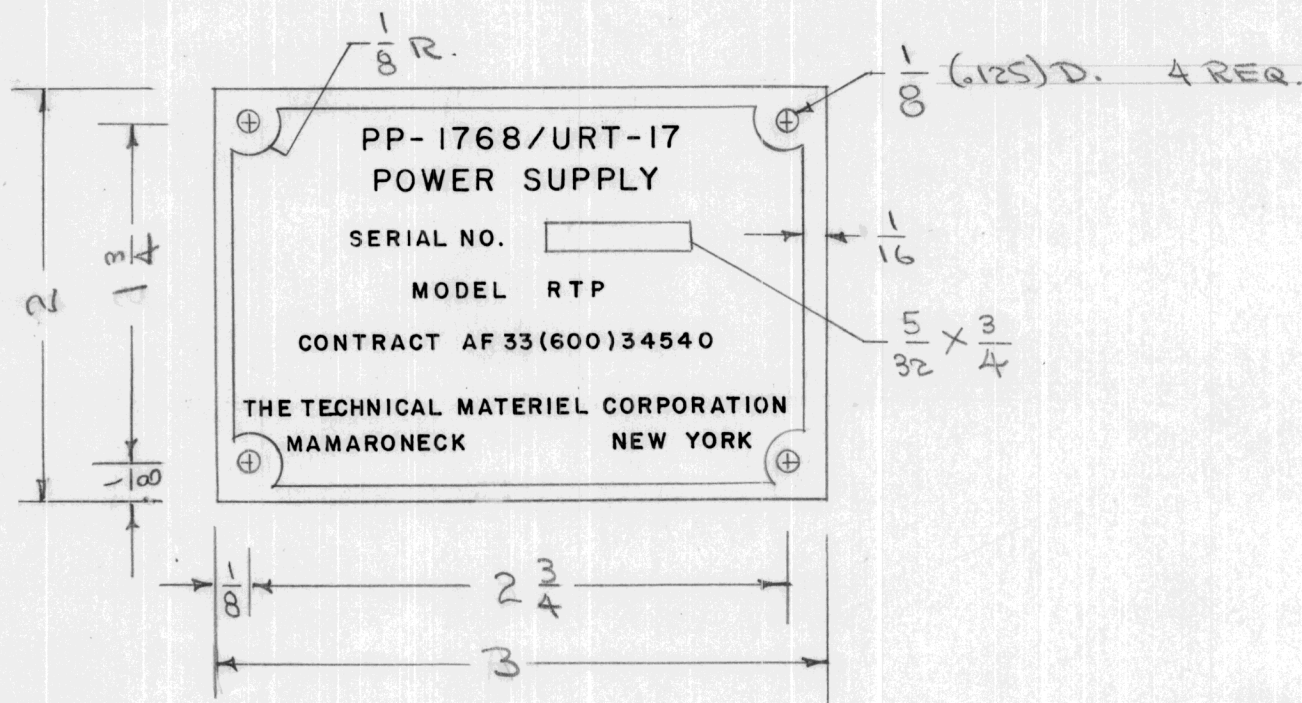 1/8 R.
1/8 (.125) D. 4 REQ.
PP-1768/URT-17
POWER SUPPLY
SERIAL NO.
MODEL RTP
CONTRACT AF 33(600)34540
THE TECHNICAL MATERIEL CORPORATION
MAMARONECK NEW YORK
1/16
5/32 × 3/4
2
1 3/4
1/8
1/8
2 3/4
3